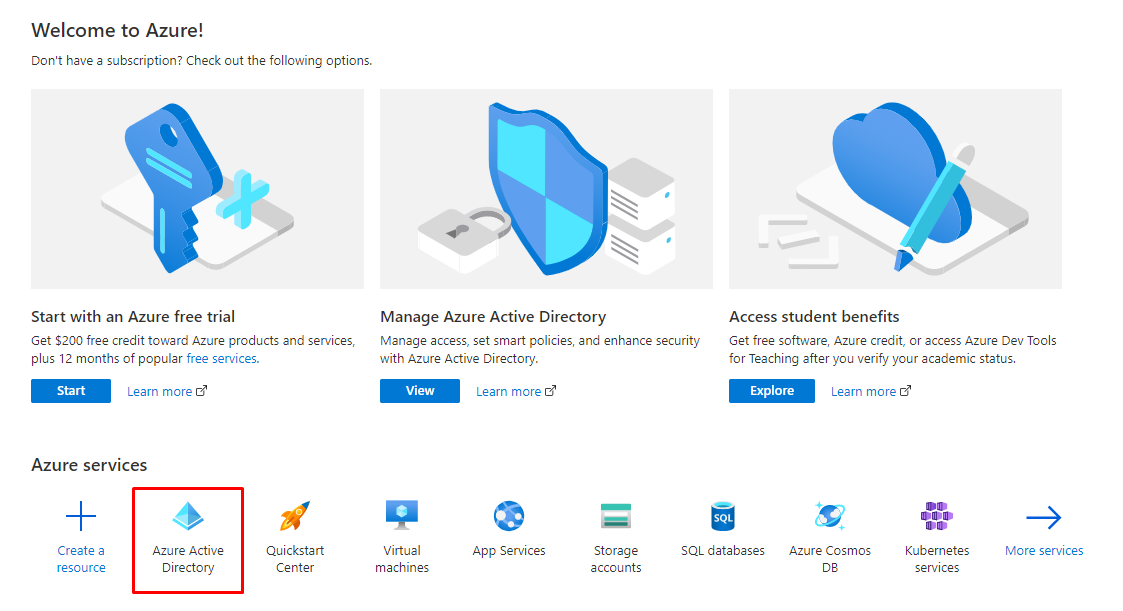 Welcome to Azure!
Don't have a subscription? Check out the following options.
Start with an Azure free trial
Get $200 free credit toward Azure products and services,
plus 12 months of popular free services.
Start
Learn more
Manage Azure Active Directory
Manage access, set smart policies, and enhance security
with Azure Active Directory.
View
Learn more
Access student benefits
Get free software, Azure credit, or access Azure Dev Tools
for Teaching after you verify your academic status.
Explore
Learn more
Azure services
Create a
resource
Azure Active
Directory
Quickstart
Center
Virtual
machines
App Services
Storage
accounts
SQL
SQL databases
Azure Cosmos
DB
Kubernetes
services
More services